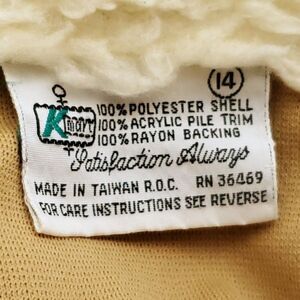 14
Kmart
100% POLYESTER SHELL
100% ACRYLIC PILE TRIM
100% RAYON BACKING
Satisfaction Always
MADE IN TAIWAN R.O.C. RN 36469
FOR CARE INSTRUCTIONS SEE REVERSE